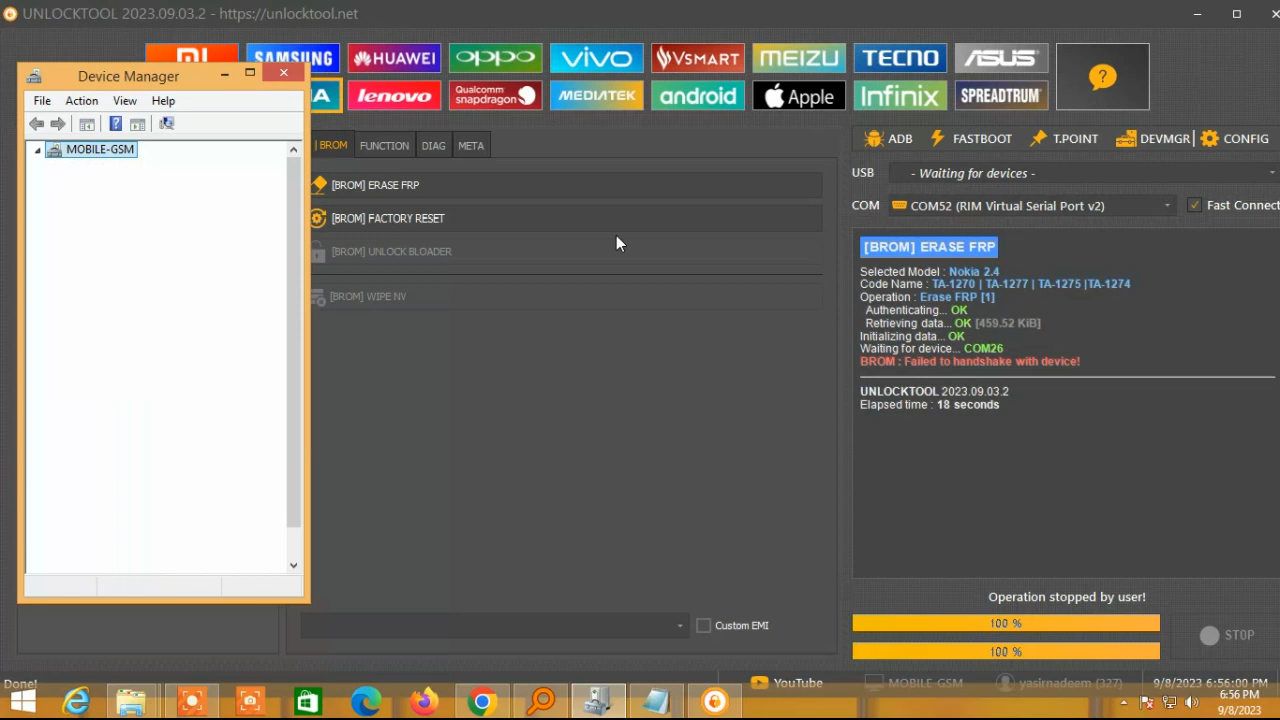 UNLOCKTOOL 2023.09.03.2 - https://unlocktool.net
SAMSUNG
HUAWEI
oppo
vivo
VSMART
MEIZU
TECNO
ASUS
?
lenovo
Qualcomm
snapdragon
MEDIATEK
android
Apple
Infinix
SPREADTRUM
Device Manager
File Action View Help
MOBILE-GSM
| BROM FUNCTION DIAG META
[BROM] ERASE FRP
[BROM] FACTORY RESET
[BROM] UNLOCK BLOADER
[BROM] WIPE NV
Custom EMI
ADB FASTBOOT T.POINT DEVMGR CONFIG
USB - Waiting for devices -
COM COM52 (RIM Virtual Serial Port v2) Fast Connect
[BROM] ERASE FRP
Selected Model : Nokia 2.4
Code Name : TA-1270 | TA-1277 | TA-1275 |TA-1274
Operation : Erase FRP [1]
Authenticating... OK
Retrieving data... OK [459.52 KiB]
Initializing data... OK
Waiting for device... COM26
BROM : Failed to handshake with device!
UNLOCKTOOL 2023.09.03.2
Elapsed time : 18 seconds
Operation stopped by user!
100 %
100 %
STOP
Done!
YouTube MOBILE-GSM yasirnadeem (327) 9/8/2023 6:56:00 PM
6:56 PM
9/8/2023